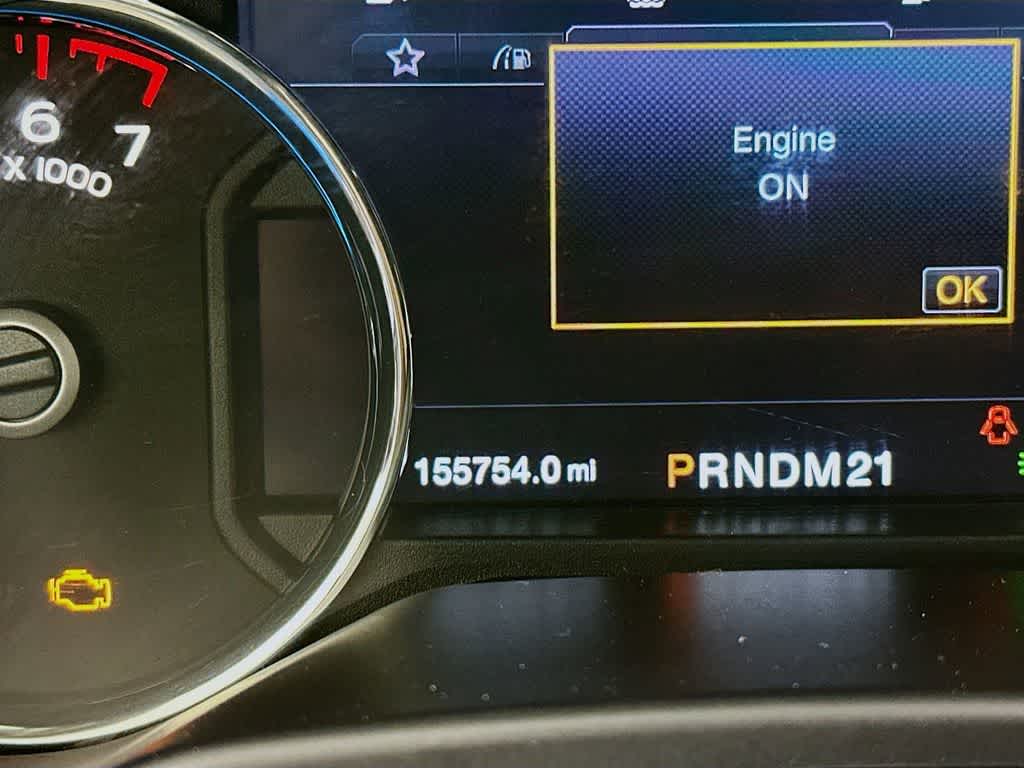 6
7
X 1000
Engine
ON
OK
155754.0 mi
PRNDM21